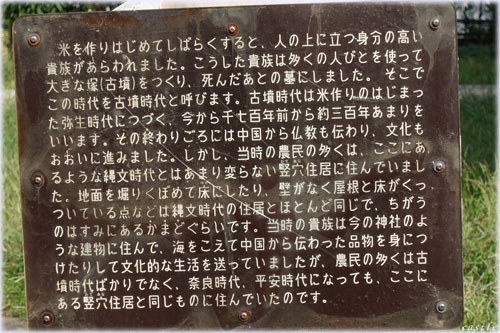 米を作りはじめてしばらくすると、人の上に立つ身分の高い
貴族があらわれました。こうした貴族は多くの人びとを使って
大きな塚(古墳)をつくり、死んだあとの墓にしました。そこで
この時代を古墳時代と呼びます。古墳時代は米作りのはじまっ
た弥生時代につづく、今から千七百年前から約三百年あまりを
いいます。その終わりごろには中国から仏教も伝わり、文化も
おおいに進みました。しかし、当時の農民の多くは、ここにあ
るような縄文時代とはあまり変らない竪穴住居に住んでいまし
た。地面を堀りくぼめて床にしたり、壁がなく屋根と床がくっ
ついている点などは縄文時代の住居とほとんど同じで、ちがう
のはすみにあるかまどぐらいです。当時の貴族は今の神社のよ
うな建物に住んで、海をこえて中国から伝わった品物を身につ
けたりして文化的な生活を送っていましたが、農民の多くは古
墳時代ばかりでなく、奈良時代、平安時代になっても、ここに
ある竪穴住居と同じものに住んでいたのです。